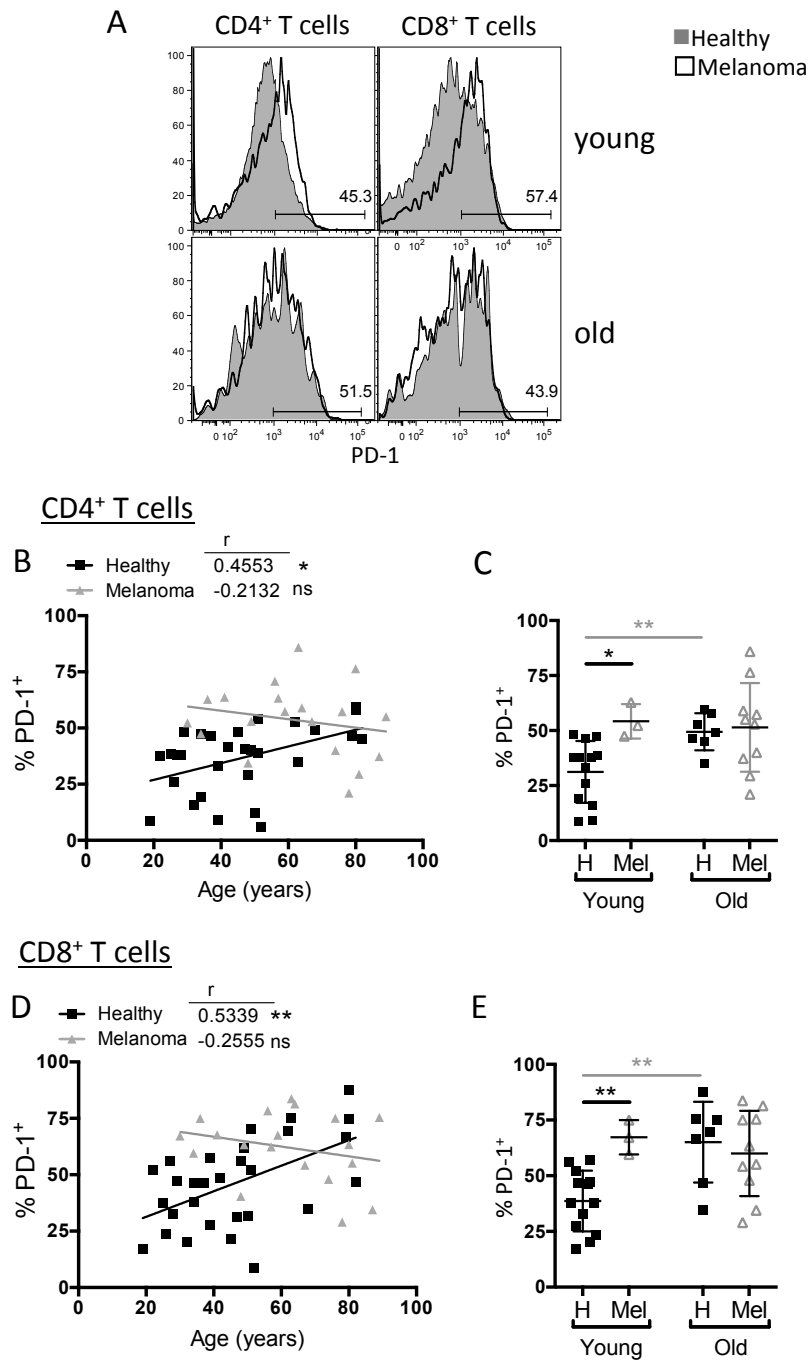 A
CD4+ T cells
CD8+ T cells
Healthy
Melanoma
100
80
60
40
20
0
45.3
57.4
young
0 10² 10³ 10⁴ 10⁵
100
80
60
40
20
0
51.5
43.9
old
0 10² 10³ 10⁴ 10⁵
0 10² 10³ 10⁴ 10⁵
PD-1
CD4+ T cells
B
r
Healthy 0.4553 *
Melanoma -0.2132 ns
% PD-1+
100
75
50
25
0
0 20 40 60 80 100
Age (years)
C
% PD-1+
100
75
50
25
0
**
*
H Mel H Mel
Young Old
CD8+ T cells
D
r
Healthy 0.5339 **
Melanoma -0.2555 ns
% PD-1+
100
75
50
25
0
0 20 40 60 80 100
Age (years)
E
% PD-1+
100
75
50
25
0
**
**
H Mel H Mel
Young Old